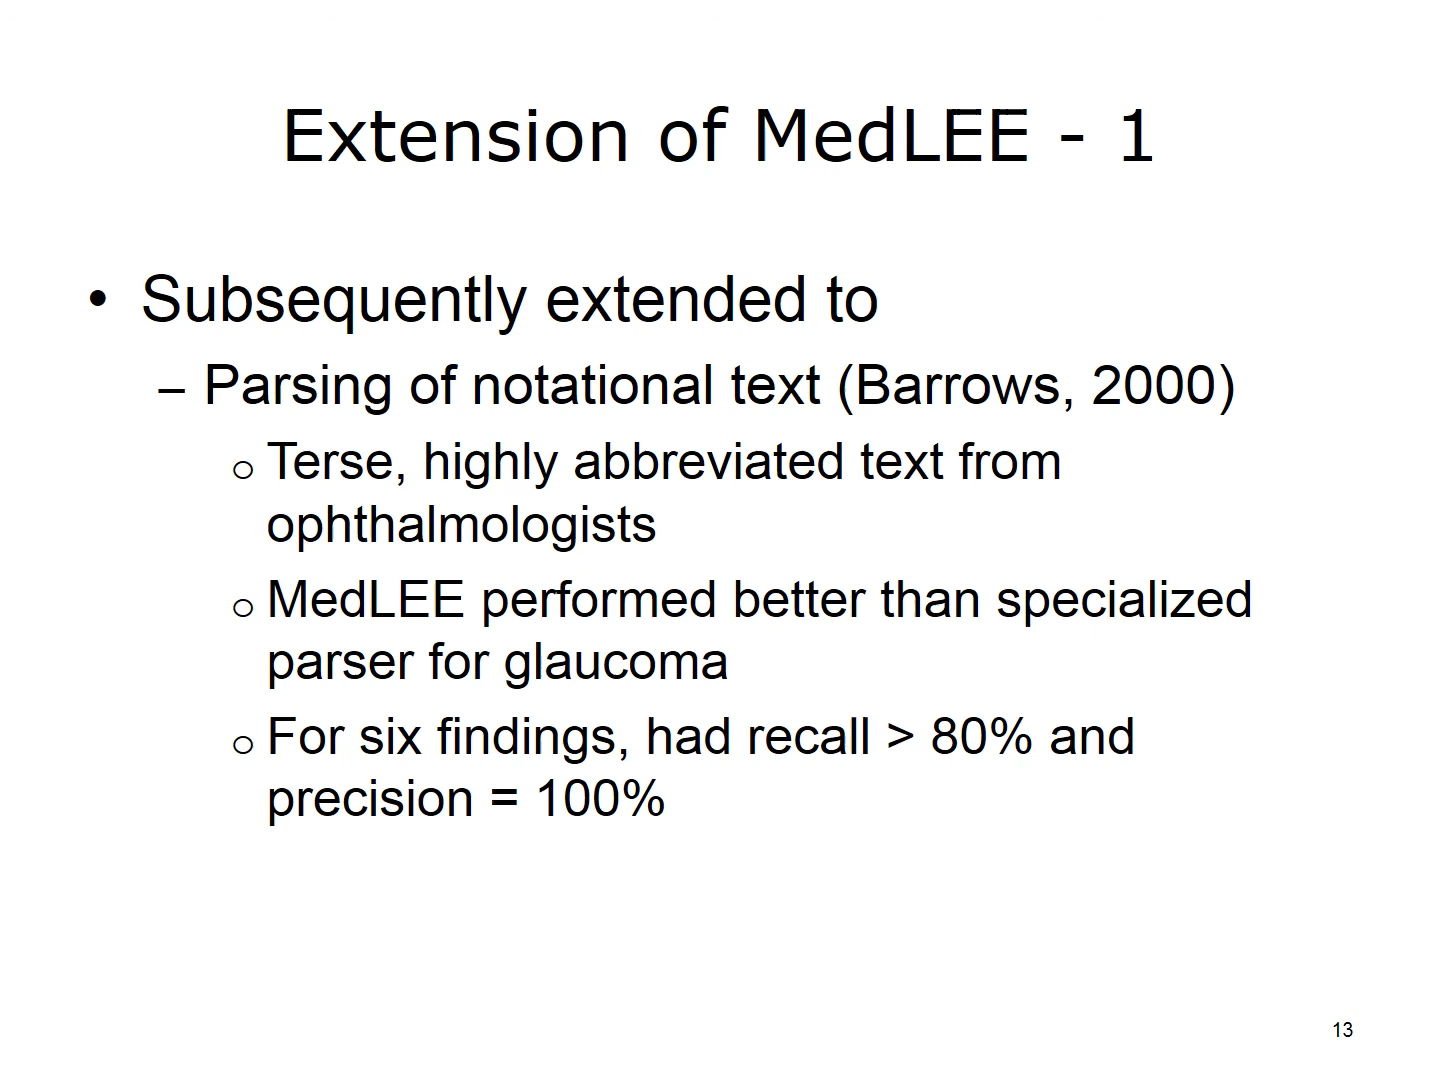 Extension of MedLEE - 1
• Subsequently extended to
– Parsing of notational text (Barrows, 2000)
o Terse, highly abbreviated text from
ophthalmologists
o MedLEE performed better than specialized
parser for glaucoma
o For six findings, had recall > 80% and
precision = 100%
13